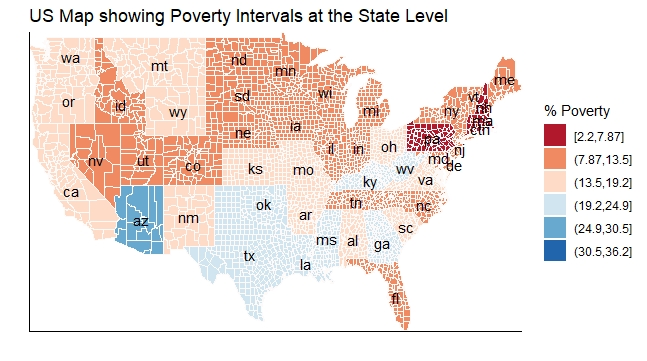 US Map showing Poverty Intervals at the State Level
wa
mt
nd
mn
me
or
id
wy
sd
wi
mi
vt
nh
ny
ma
ct
ne
ia
nv
ut
co
il
in
oh
pa
nj
md
de
ca
ks
mo
ky
wv
va
az
nm
ok
ar
tn
nc
sc
tx
la
ms
al
ga
fl
% Poverty
[2.2,7.87]
(7.87,13.5]
(13.5,19.2]
(19.2,24.9]
(24.9,30.5]
(30.5,36.2]